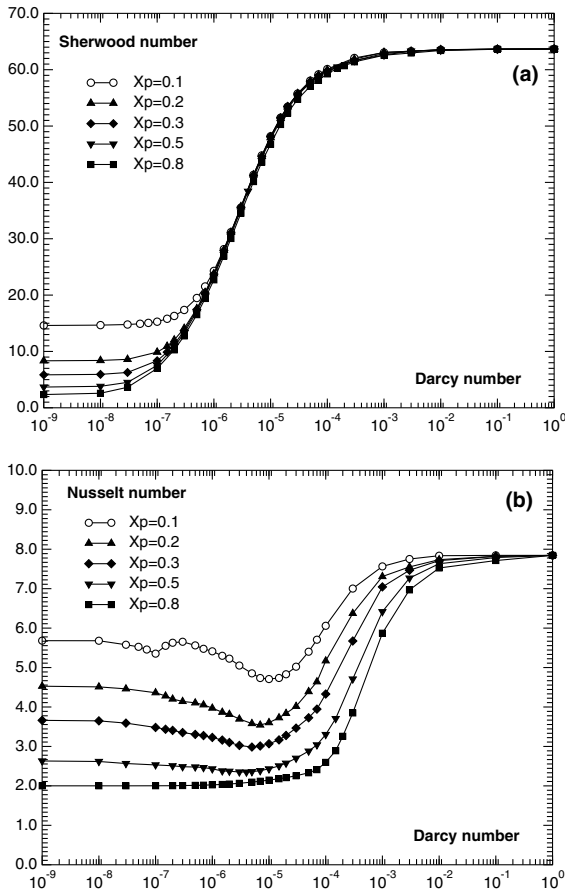 70.0
Sherwood number
60.0
(a)
Xp=0.1
Xp=0.2
50.0
Xp=0.3
Xp=0.5
40.0
Xp=0.8
30.0
20.0
10.0
Darcy number
0.0
10^-9 10^-8 10^-7 10^-6 10^-5 10^-4 10^-3 10^-2 10^-1 10^0
10.0
Nusselt number
(b)
9.0
Xp=0.1
Xp=0.2
8.0
Xp=0.3
Xp=0.5
7.0
Xp=0.8
6.0
5.0
4.0
3.0
2.0
1.0
Darcy number
0.0
10^-9 10^-8 10^-7 10^-6 10^-5 10^-4 10^-3 10^-2 10^-1 10^0